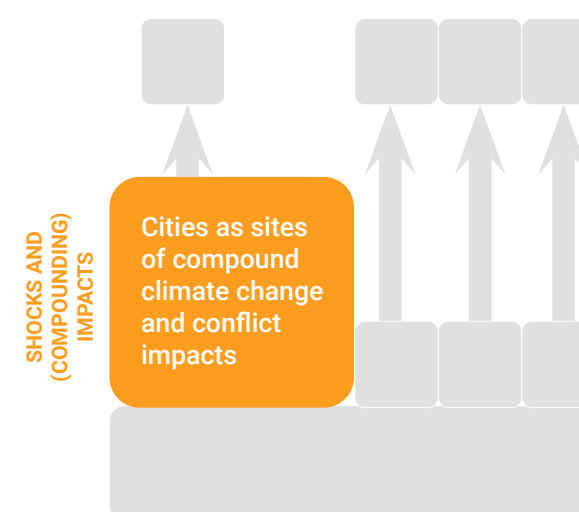 SHOCKS AND
(COMPOUNDING)
IMPACTS
Cities as sites
of compound
climate change
and conflict
impacts